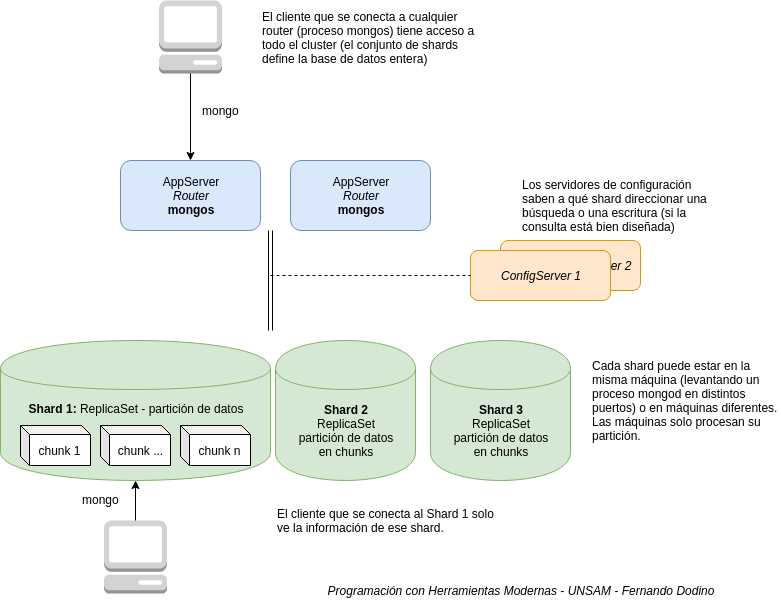 El cliente que se conecta a cualquier
router (proceso mongos) tiene acceso a
todo el cluster (el conjunto de shards
define la base de datos entera)
mongo
AppServer
Router
mongos
AppServer
Router
mongos
Los servidores de configuración
saben a qué shard direccionar una
búsqueda o una escritura (si la
consulta está bien diseñada)
er 2
ConfigServer 1
Shard 1: ReplicaSet - partición de datos
chunk 1
chunk ...
chunk n
Shard 2
ReplicaSet
partición de datos
en chunks
Shard 3
ReplicaSet
partición de datos
en chunks
Cada shard puede estar en la
misma máquina (levantando un
proceso mongod en distintos
puertos) o en máquinas diferentes.
Las máquinas solo procesan su
partición.
mongo
El cliente que se conecta al Shard 1 solo
ve la información de ese shard.
Programación con Herramientas Modernas - UNSAM - Fernando Dodino